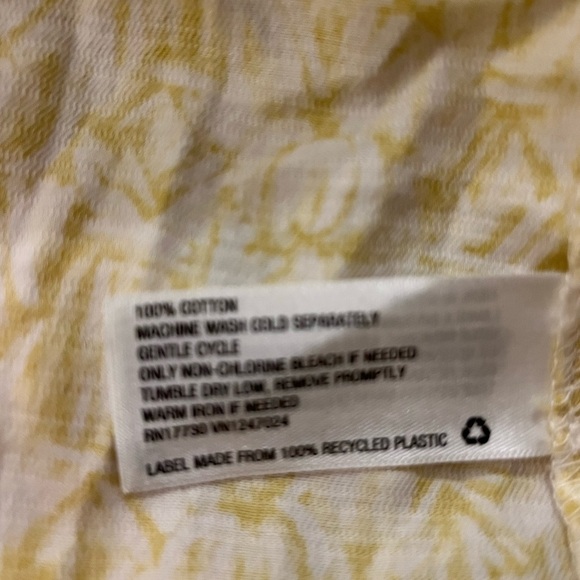 100% COTTON
MACHINE WASH COLD SEPARATELY
GENTLE CYCLE
ONLY NON-CHLORINE BLEACH IF NEEDED
TUMBLE DRY LOW, REMOVE PROMPTLY
WARM IRON IF NEEDED
RN17730 VN1247024
LABEL MADE FROM 100% RECYCLED PLASTIC